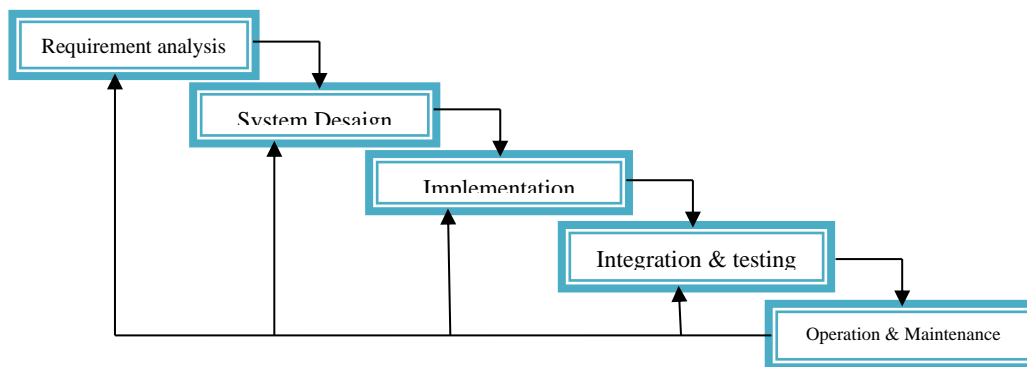 Requirement analysis
System Desaign
Implementation
Integration & testing
Operation & Maintenance